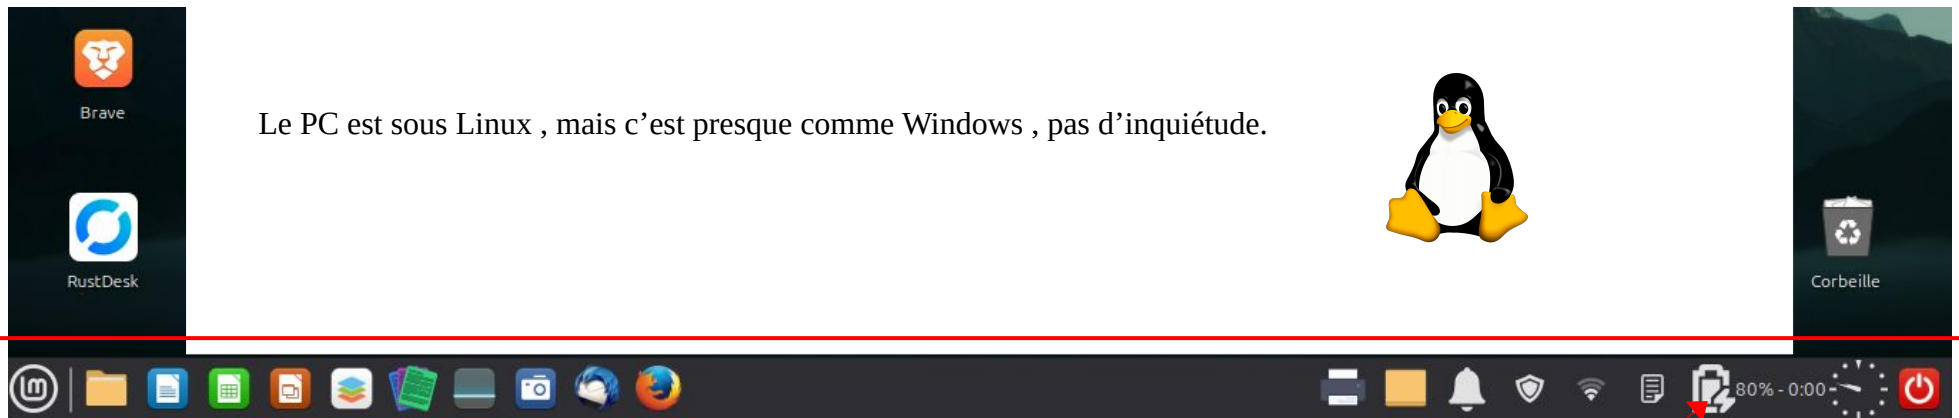 Brave
Le PC est sous Linux , mais c’est presque comme Windows , pas d’inquiétude.
RustDesk
Corbeille
80% - 0:00